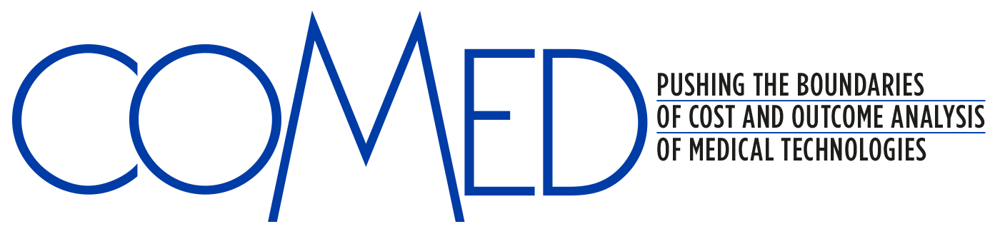 COMED
PUSHING THE BOUNDARIES
OF COST AND OUTCOME ANALYSIS
OF MEDICAL TECHNOLOGIES